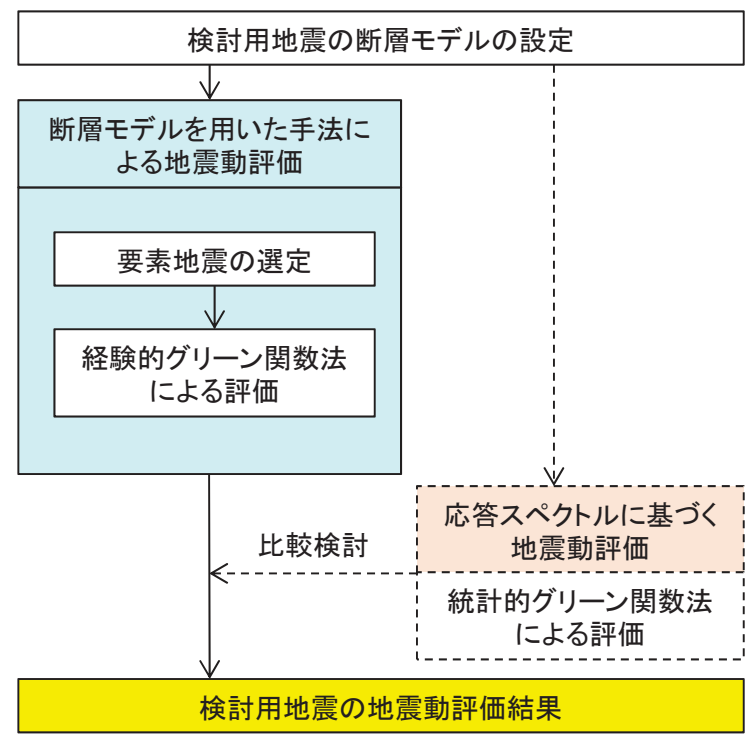 検討用地震の断層モデルの設定
断層モデルを用いた手法に
よる地震動評価
要素地震の選定
経験的グリーン関数法
による評価
応答スペクトルに基づく
地震動評価
比較検討
統計的グリーン関数法
による評価
検討用地震の地震動評価結果